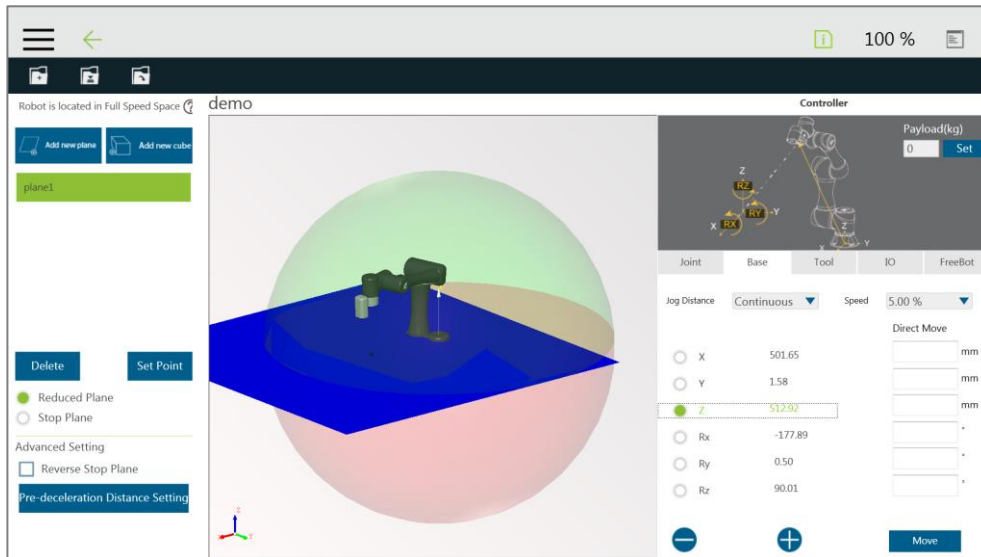 100 %
Robot is located in Full Speed Space
demo
Controller
Add new plane
Add new cube
plane1
Payload(kg)
0
Set
Z
RZ
RY
Y
X
RX
Z
X
Y
Joint
Base
Tool
IO
FreeBot
Jog Distance
Continuous
Speed
5.00 %
Direct Move
X 501.65 mm
Y 1.58 mm
Z 512.92 mm
Rx -177.89 °
Ry 0.50 °
Rz 90.01 °
Move
Delete
Set Point
Reduced Plane
Stop Plane
Advanced Setting
Reverse Stop Plane
Pre-deceleration Distance Setting
Z
X
Y